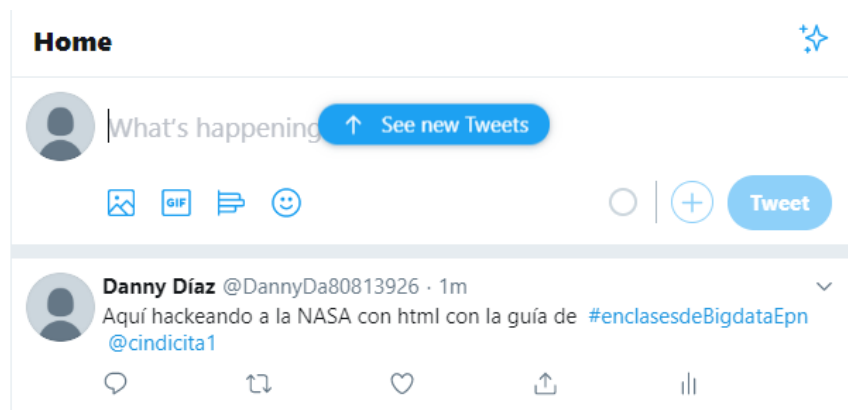 Home
What's happening
↑ See new Tweets
GIF
Tweet
Danny Díaz @DannyDa80813926 · 1m
Aquí hackeando a la NASA con html con la guía de #enclasesdeBigdataEpn
@cindicita1